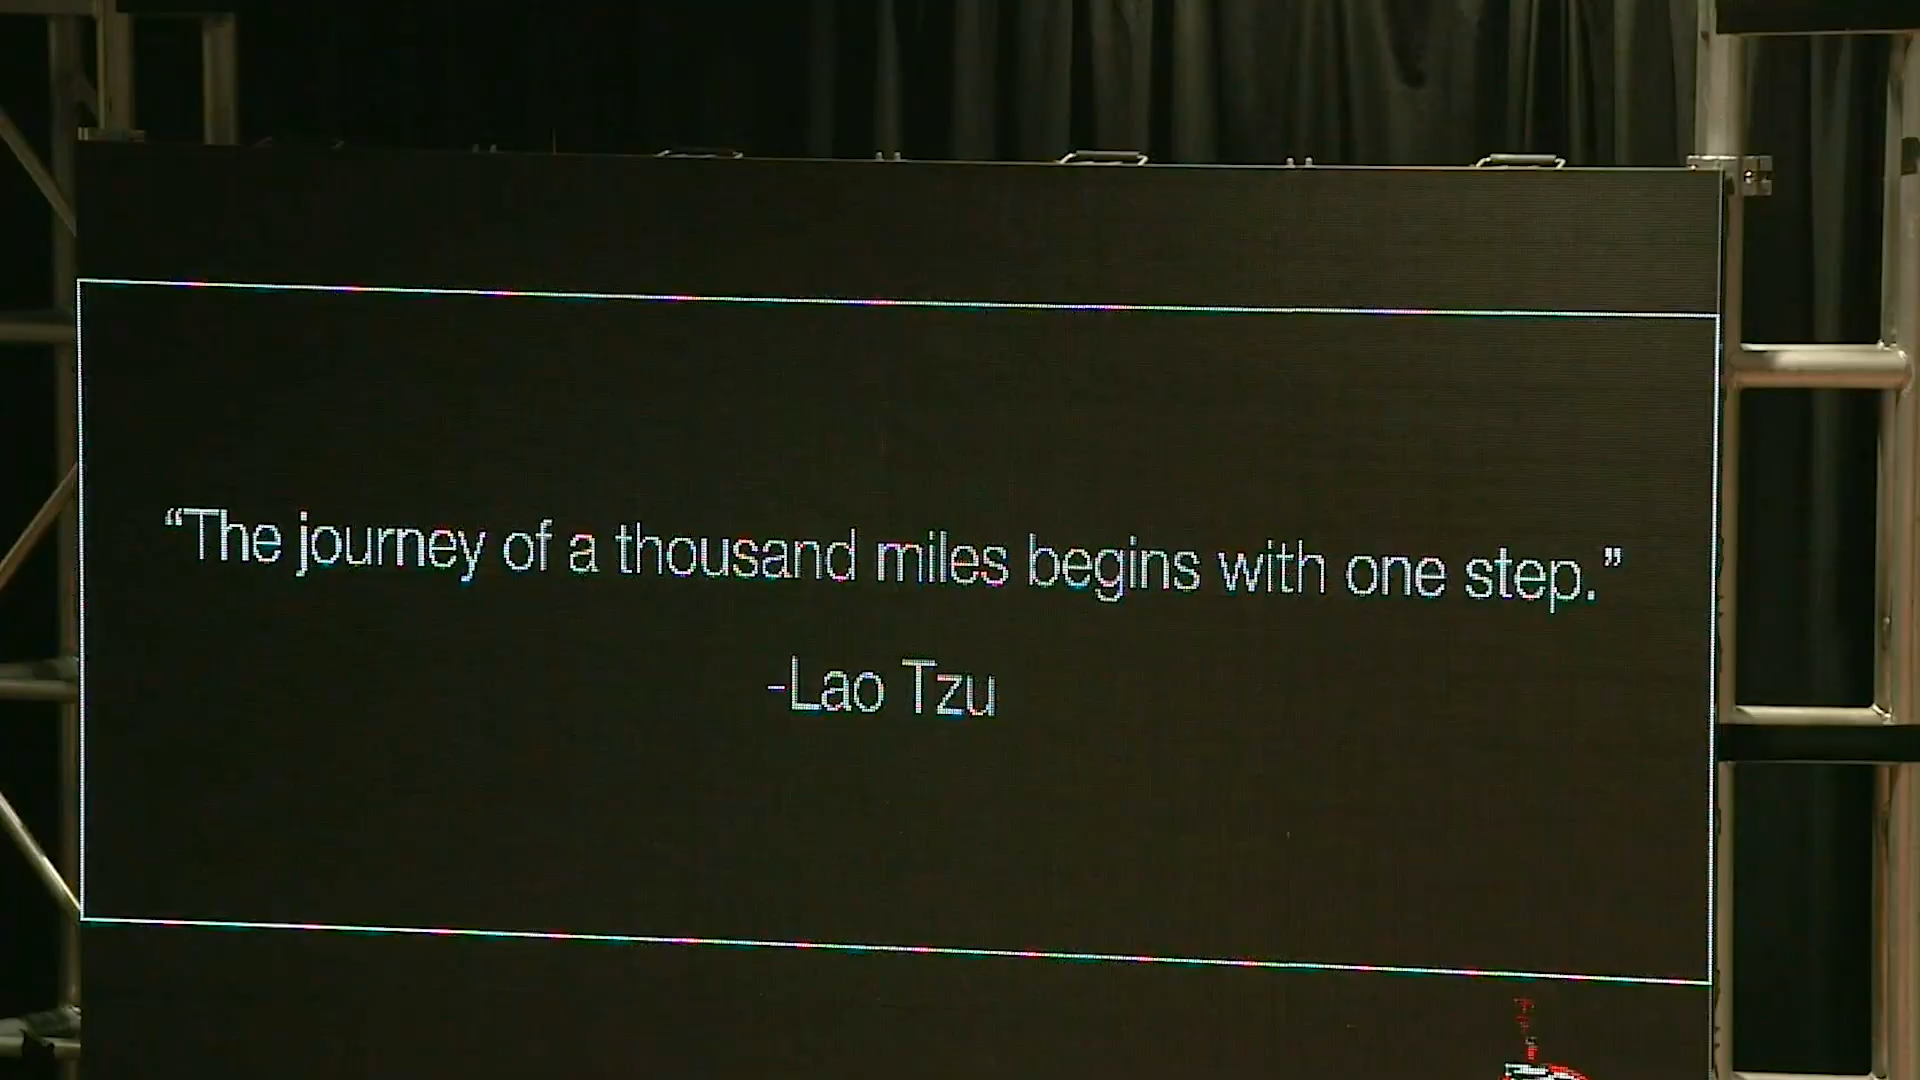 “The journey of a thousand miles begins with one step.”
-Lao Tzu